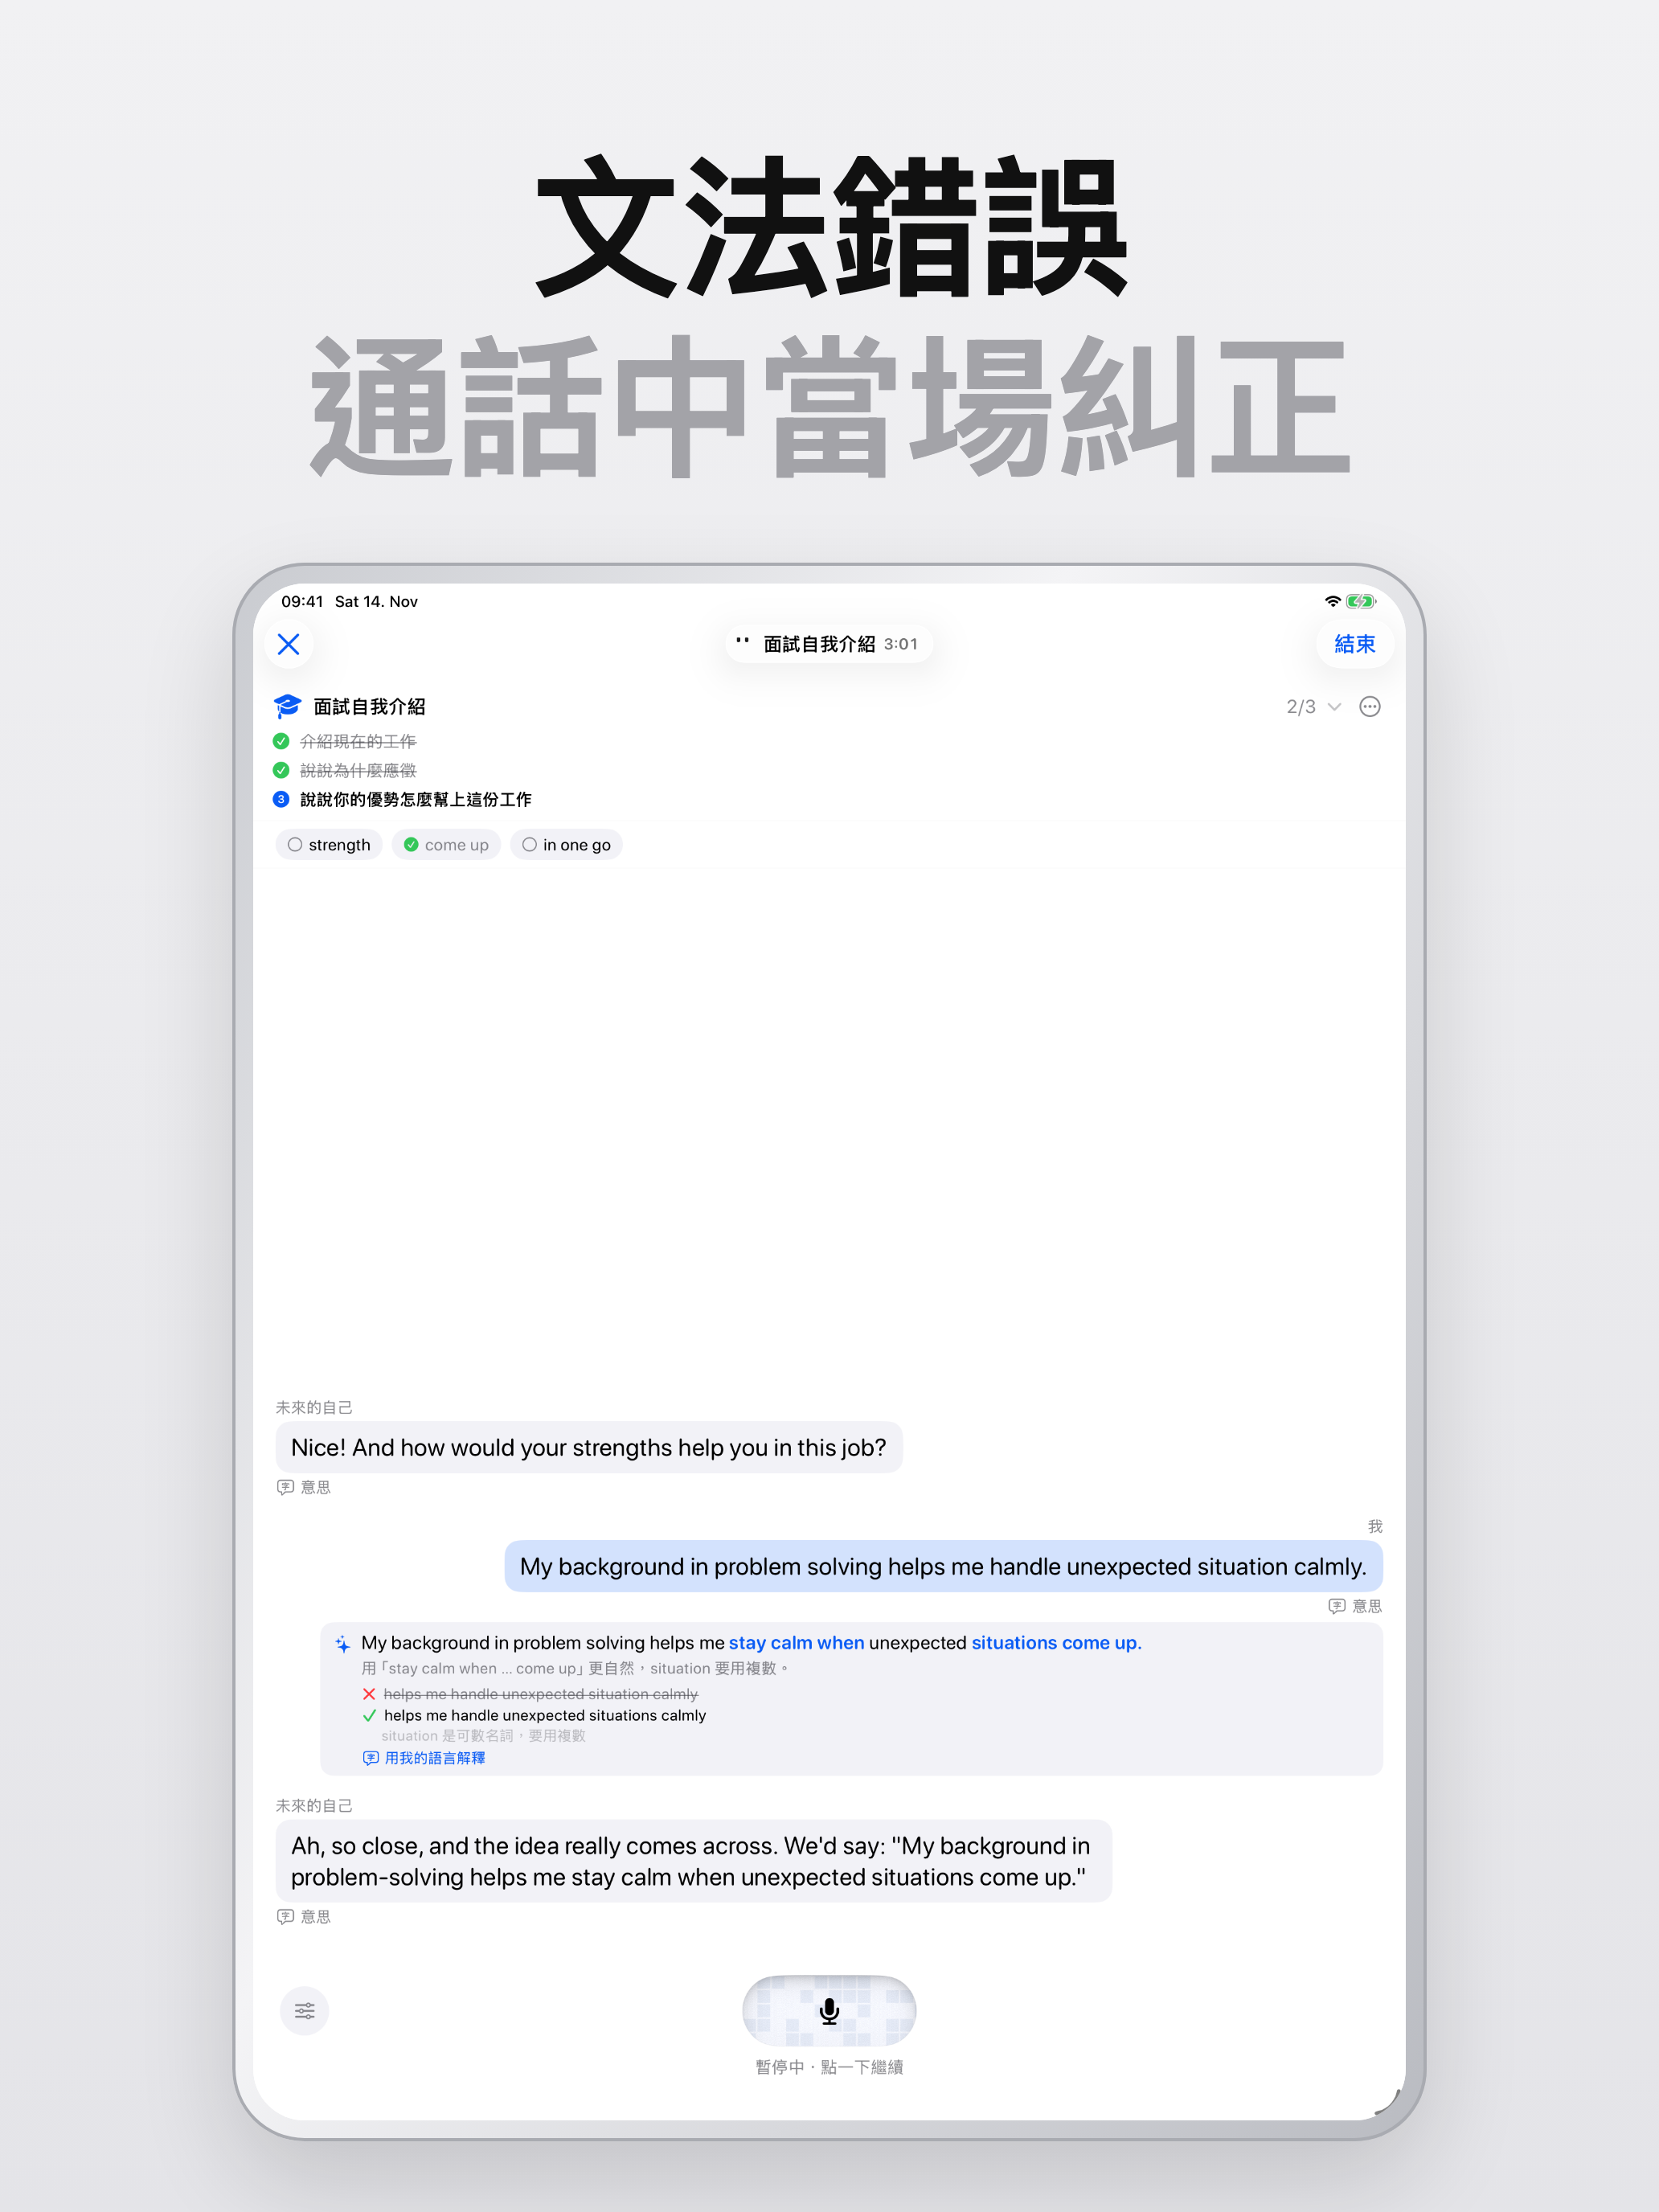 文法錯誤
通話中當場糾正
09:41 Sat 14. Nov
面試自我介紹 3:01
結束
面試自我介紹
2/3
介紹現在的工作
說說為什麼應徵
3 說說你的優勢怎麼幫上這份工作
strength
come up
in one go
未來的自己
Nice! And how would your strengths help you in this job?
字 意思
我
My background in problem solving helps me handle unexpected situation calmly.
字 意思
My background in problem solving helps me stay calm when unexpected situations come up.
用「stay calm when ... come up」更自然，situation 要用複數。
helps me handle unexpected situation calmly
helps me handle unexpected situations calmly
situation 是可數名詞，要用複數
字 用我的語言解釋
未來的自己
Ah, so close, and the idea really comes across. We'd say: "My background in
problem-solving helps me stay calm when unexpected situations come up."
字 意思
暫停中 · 點一下繼續